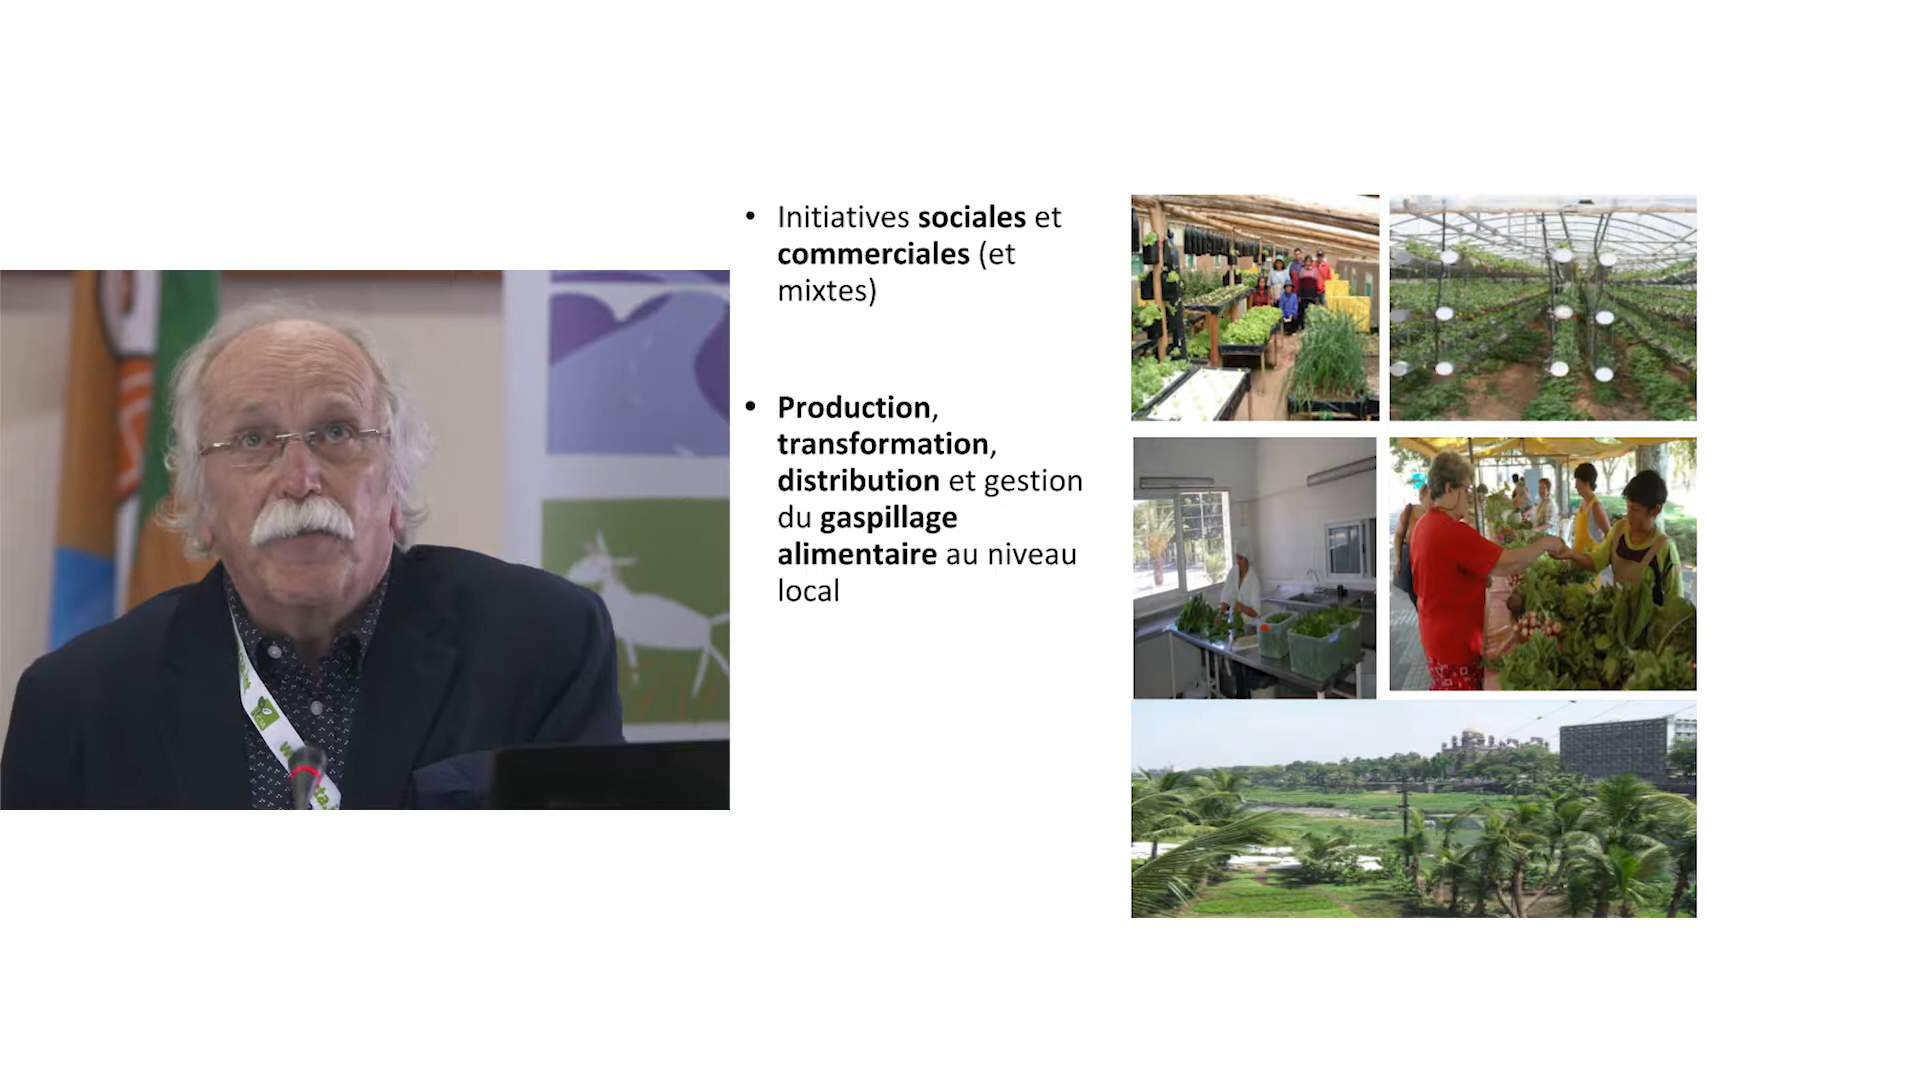 • Initiatives sociales et
commerciales (et
mixtes)
• Production,
transformation,
distribution et gestion
du gaspillage
alimentaire au niveau
local